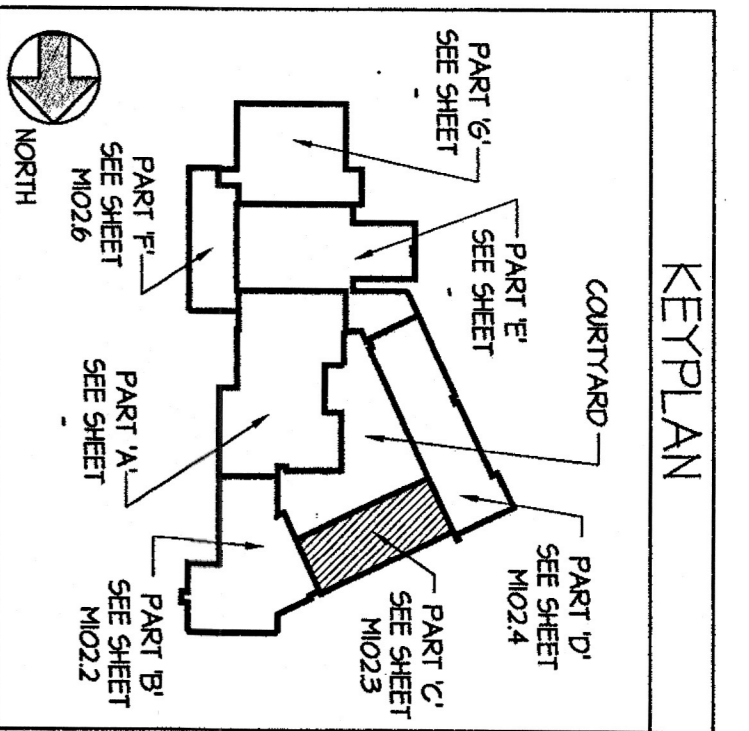 KEYPLAN
COURTYARD
PART 'G'
SEE SHEET
-
PART 'E'
SEE SHEET
-
PART 'D'
SEE SHEET
M102.4
PART 'C'
SEE SHEET
M102.3
PART 'F'
SEE SHEET
M102.6
PART 'A'
SEE SHEET
-
PART 'B'
SEE SHEET
M102.2
NORTH